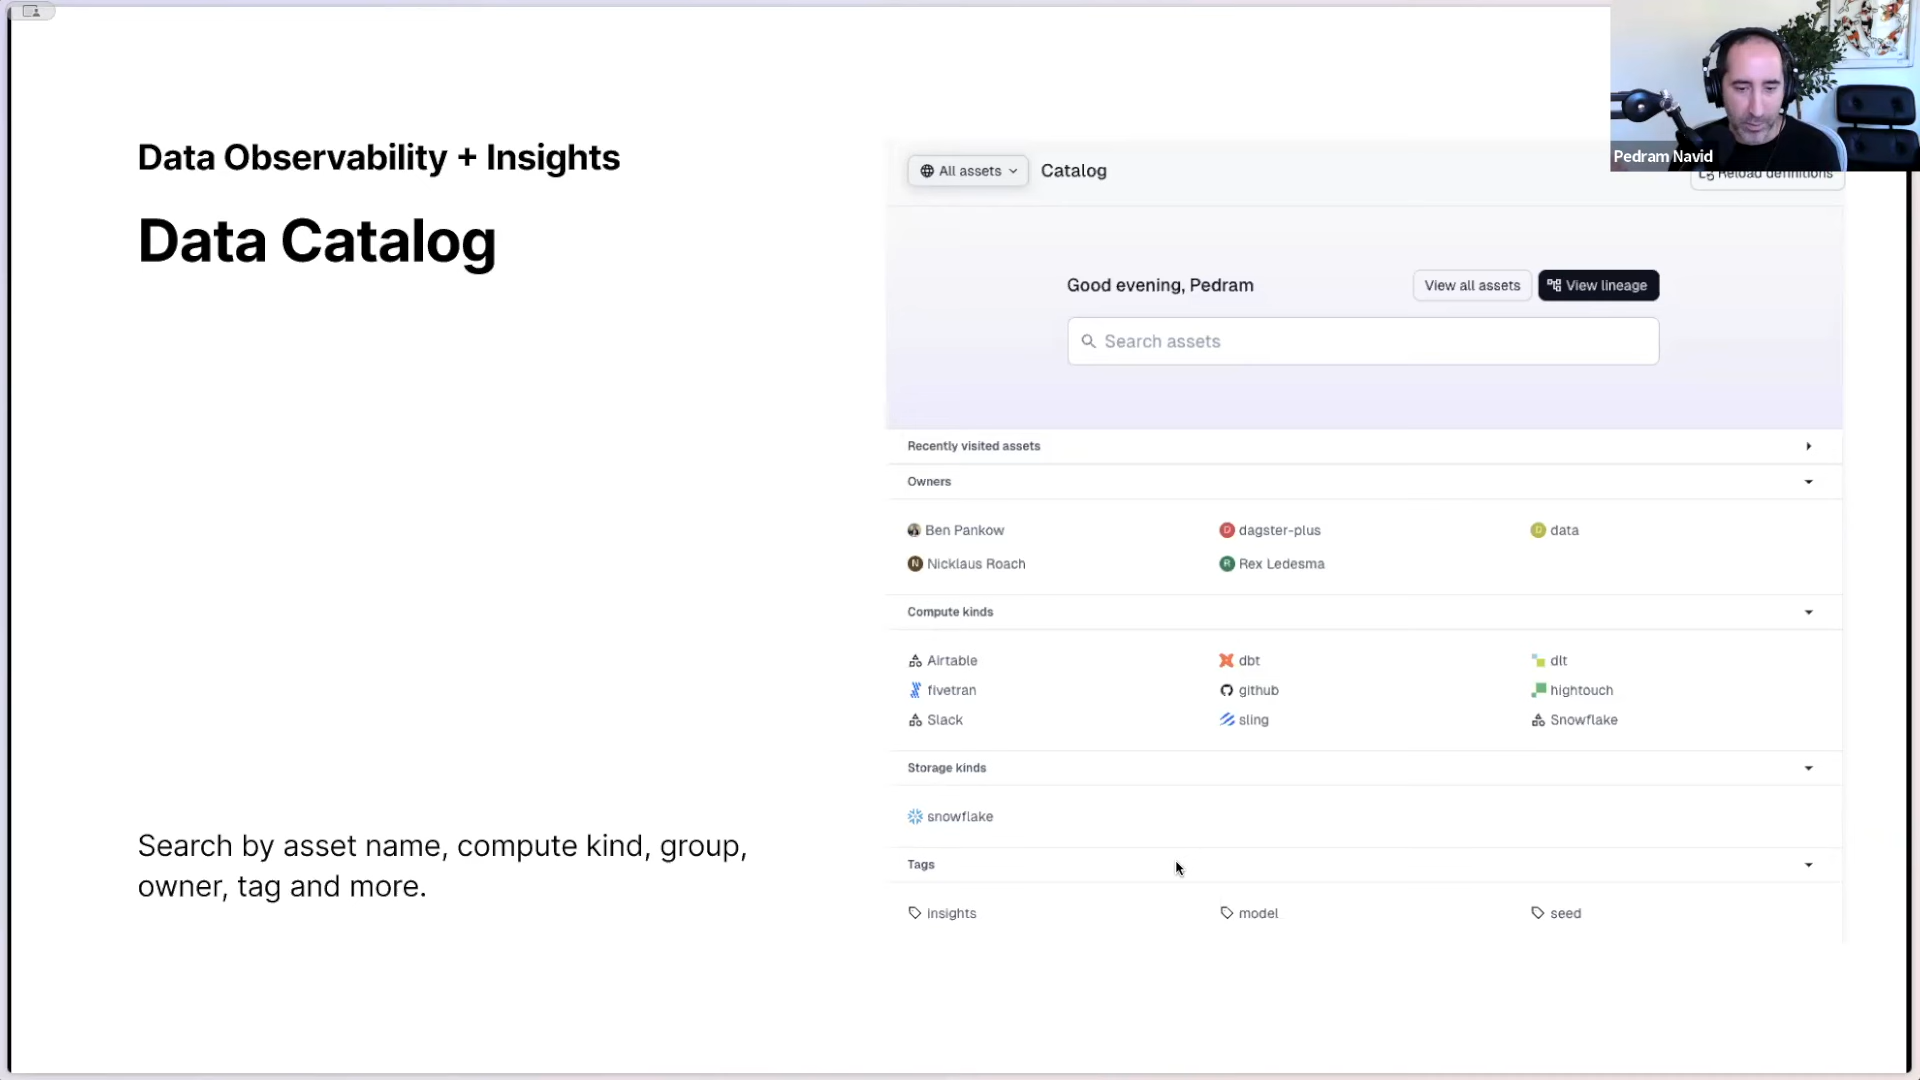 Data Observability + Insights
Data Catalog
Search by asset name, compute kind, group,
owner, tag and more.
All assets
Catalog
Reload definitions
Good evening, Pedram
View all assets
View lineage
Search assets
Recently visited assets
Owners
Ben Pankow
D dagster-plus
D data
N Nicklaus Roach
R Rex Ledesma
Compute kinds
Airtable
dbt
dlt
fivetran
github
hightouch
Slack
sling
Snowflake
Storage kinds
snowflake
Tags
insights
model
seed
Pedram Navid